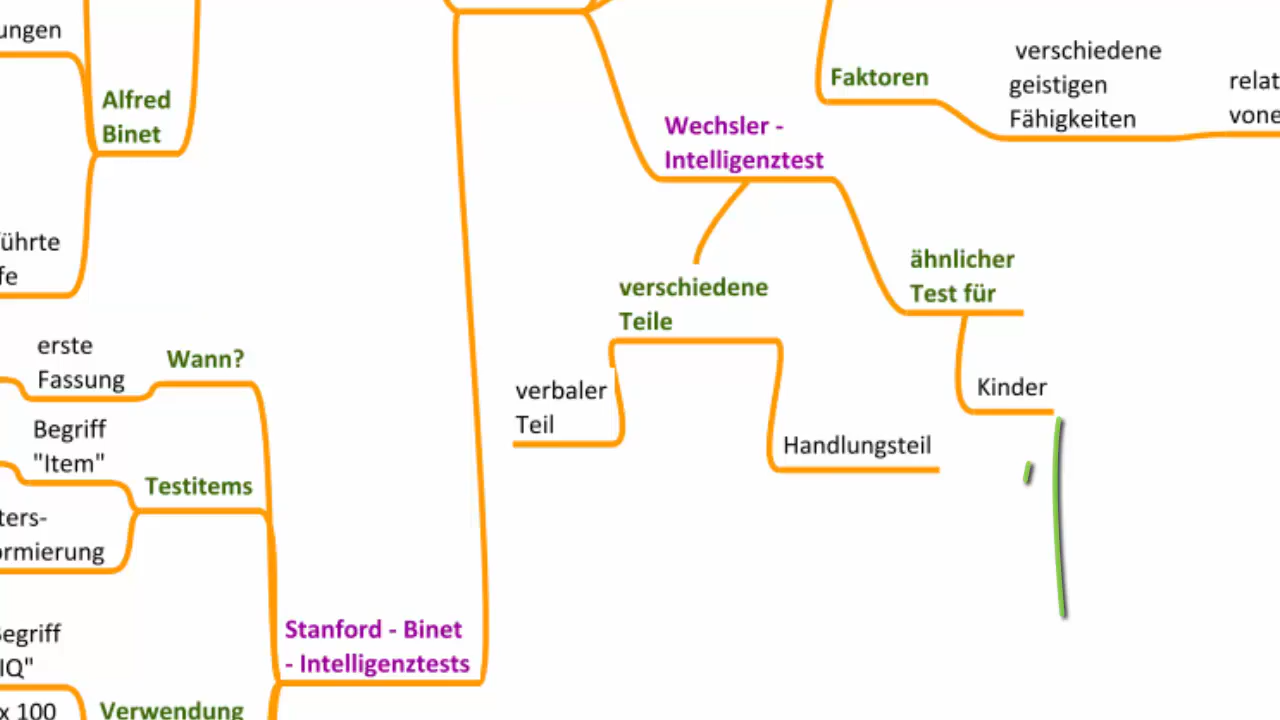 ungen
Alfred
Binet
ührte
fe
erste
Fassung
Wann?
Begriff
"Item"
Testitems
ters-
ormierung
Begriff
IQ"
x 100
Verwendung
Stanford - Binet
- Intelligenztests
Wechsler -
Intelligenztest
verschiedene
Teile
verbaler
Teil
Handlungsteil
ähnlicher
Test für
Kinder
Faktoren
verschiedene
geistigen
Fähigkeiten
relat
vone